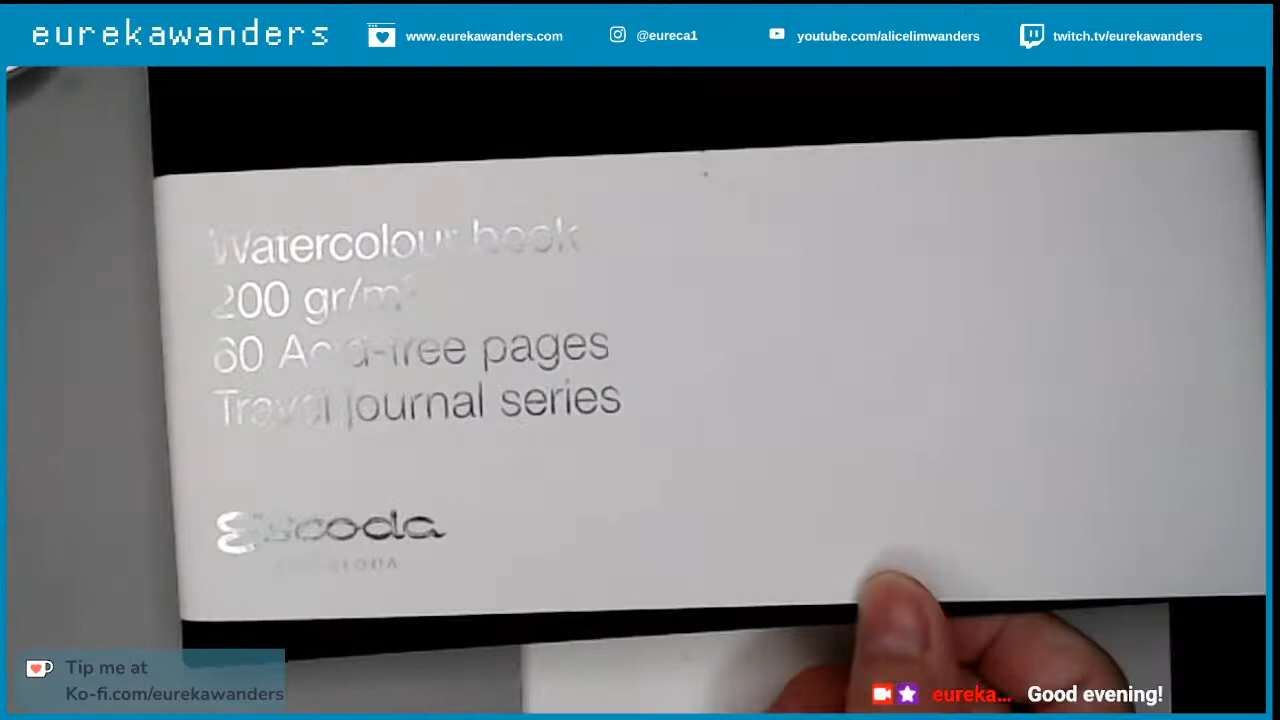 eurekawanders
www.eurekawanders.com
@eureca1
youtube.com/alicelimwanders
twitch.tv/eurekawanders
Watercolour book
200 gr/m²
60 Acid-free pages
Travel journal series
Escoda
Tip me at
Ko-fi.com/eurekawanders
eureka... Good evening!